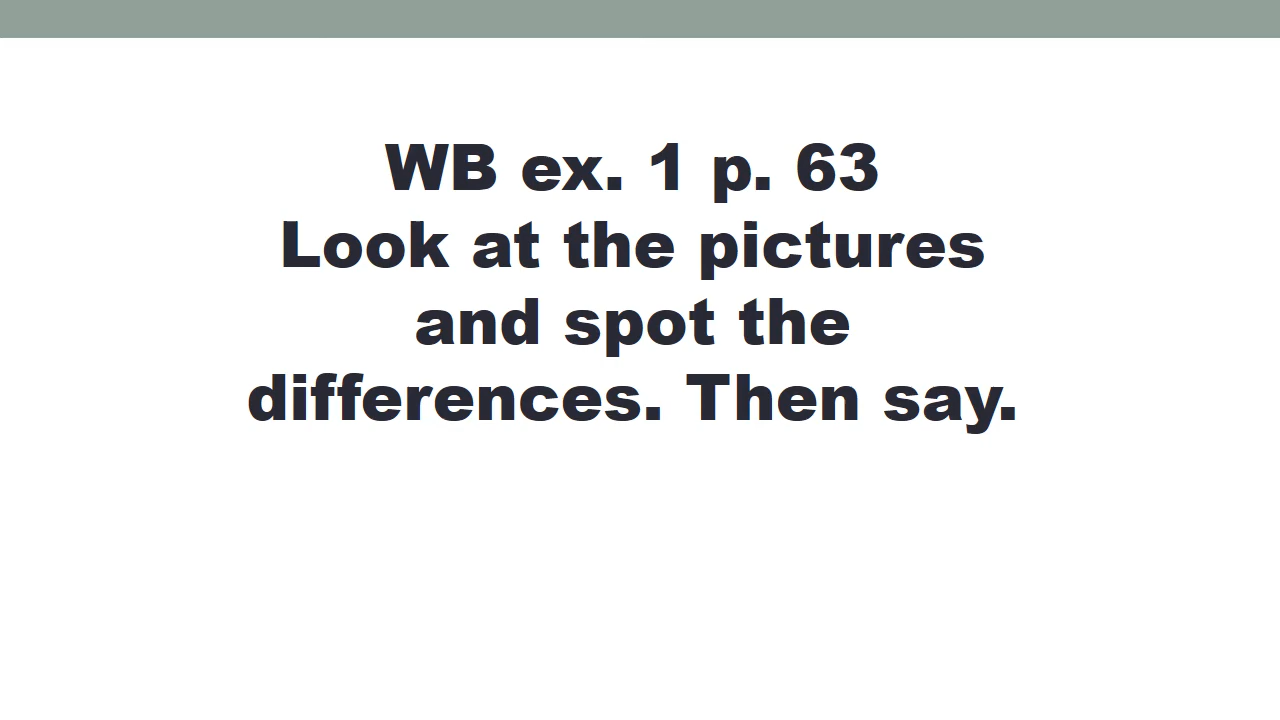 WB ex. 1 p. 63
Look at the pictures
and spot the
differences. Then say.